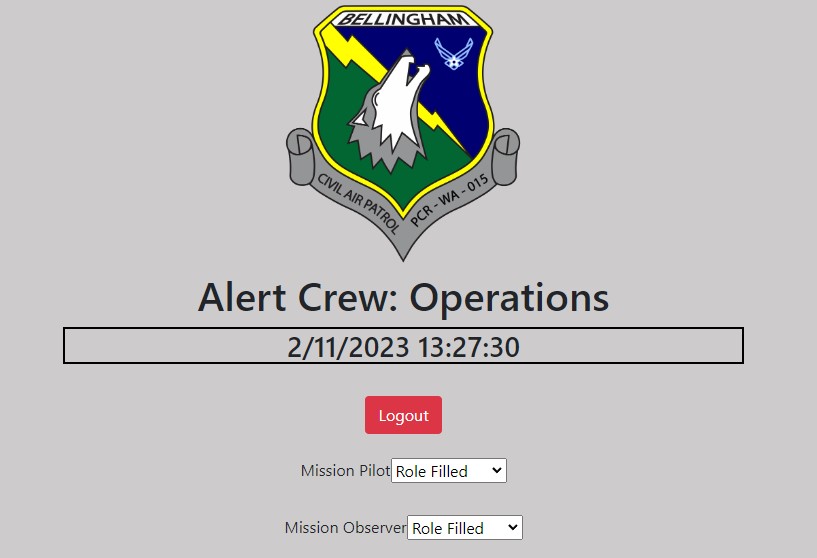 BELLINGHAM
CIVIL AIR PATROL
PCR - WA - 015
Alert Crew: Operations
2/11/2023 13:27:30
Logout
Mission Pilot Role Filled
Mission Observer Role Filled